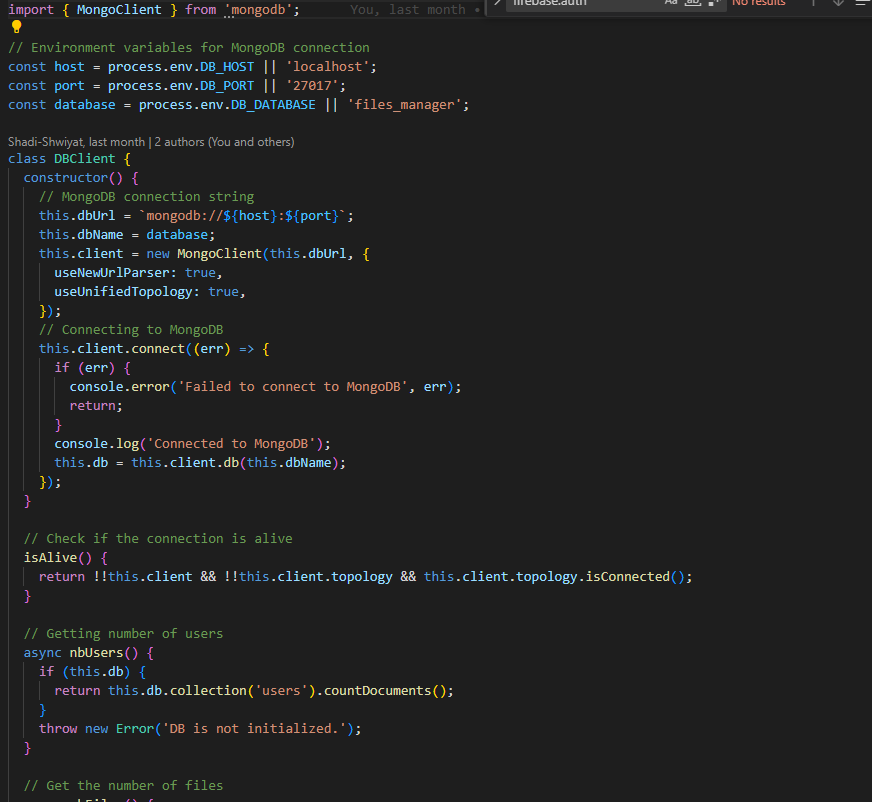 import { MongoClient } from 'mongodb'; You, last month •
firebase.auth Aa ab No results
// Environment variables for MongoDB connection
const host = process.env.DB_HOST || 'localhost';
const port = process.env.DB_PORT || '27017';
const database = process.env.DB_DATABASE || 'files_manager';
Shadi-Shwiyat, last month | 2 authors (You and others)
class DBClient {
  constructor() {
    // MongoDB connection string
    this.dbUrl = `mongodb://${host}:${port}`;
    this.dbName = database;
    this.client = new MongoClient(this.dbUrl, {
      useNewUrlParser: true,
      useUnifiedTopology: true,
    });
    // Connecting to MongoDB
    this.client.connect((err) => {
      if (err) {
        console.error('Failed to connect to MongoDB', err);
        return;
      }
      console.log('Connected to MongoDB');
      this.db = this.client.db(this.dbName);
    });
  }
  // Check if the connection is alive
  isAlive() {
    return !!this.client && !!this.client.topology && this.client.topology.isConnected();
  }
  // Getting number of users
  async nbUsers() {
    if (this.db) {
      return this.db.collection('users').countDocuments();
    }
    throw new Error('DB is not initialized.');
  }
  // Get the number of files